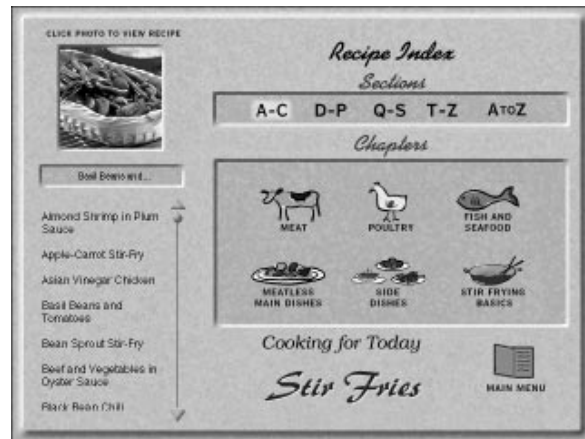 CLICK PHOTO TO VIEW RECIPE
Basil Beans and...
Almond Shrimp in Plum
Sauce
Apple-Carrot Stir-Fry
Asian Vinegar Chicken
Basil Beans and
Tomatoes
Bean Sprout Stir-Fry
Beef and Vegetables in
Oyster Sauce
Black Bean Chili
Recipe Index
Sections
A-C D-P Q-S T-Z ATOZ
Chapters
MEAT
POULTRY
FISH AND
SEAFOOD
MEATLESS
MAIN DISHES
SIDE
DISHES
STIR FRYING
BASICS
Cooking for Today
Stir Fries
MAIN MENU